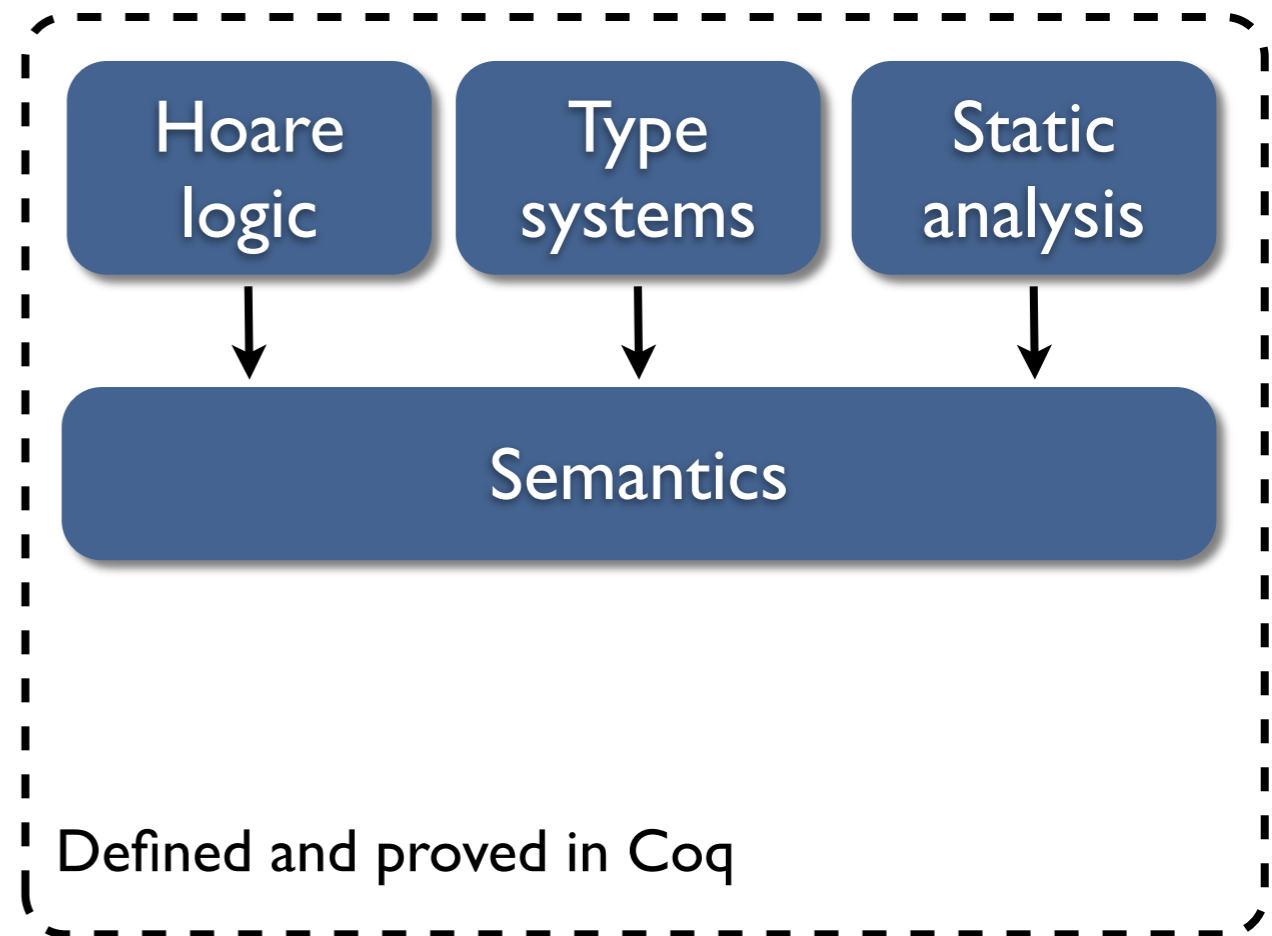 Hoare
logic
Type
systems
Static
analysis
Semantics
Defined and proved in Coq